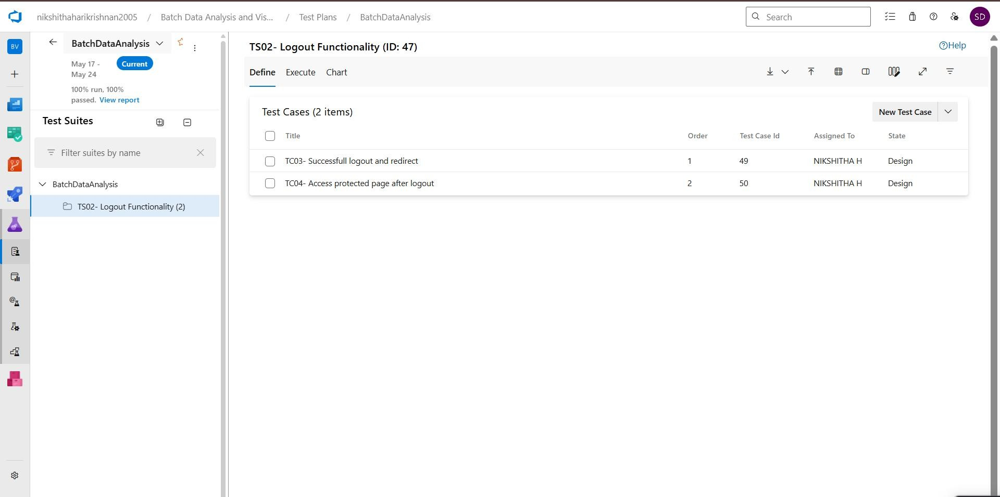 nikshithaharikrishnan2005 / Batch Data Analysis and Vis... / Test Plans / BatchDataAnalysis
Search
SD
BV
BatchDataAnalysis
May 17 -
May 24
Current
100% run, 100%
passed. View report
Test Suites
Filter suites by name
BatchDataAnalysis
TS02- Logout Functionality (2)
TS02- Logout Functionality (ID: 47)
Help
Define Execute Chart
Test Cases (2 items)
New Test Case
Title Order Test Case Id Assigned To State
TC03- Successfull logout and redirect 1 49 NIKSHITHA H Design
TC04- Access protected page after logout 2 50 NIKSHITHA H Design